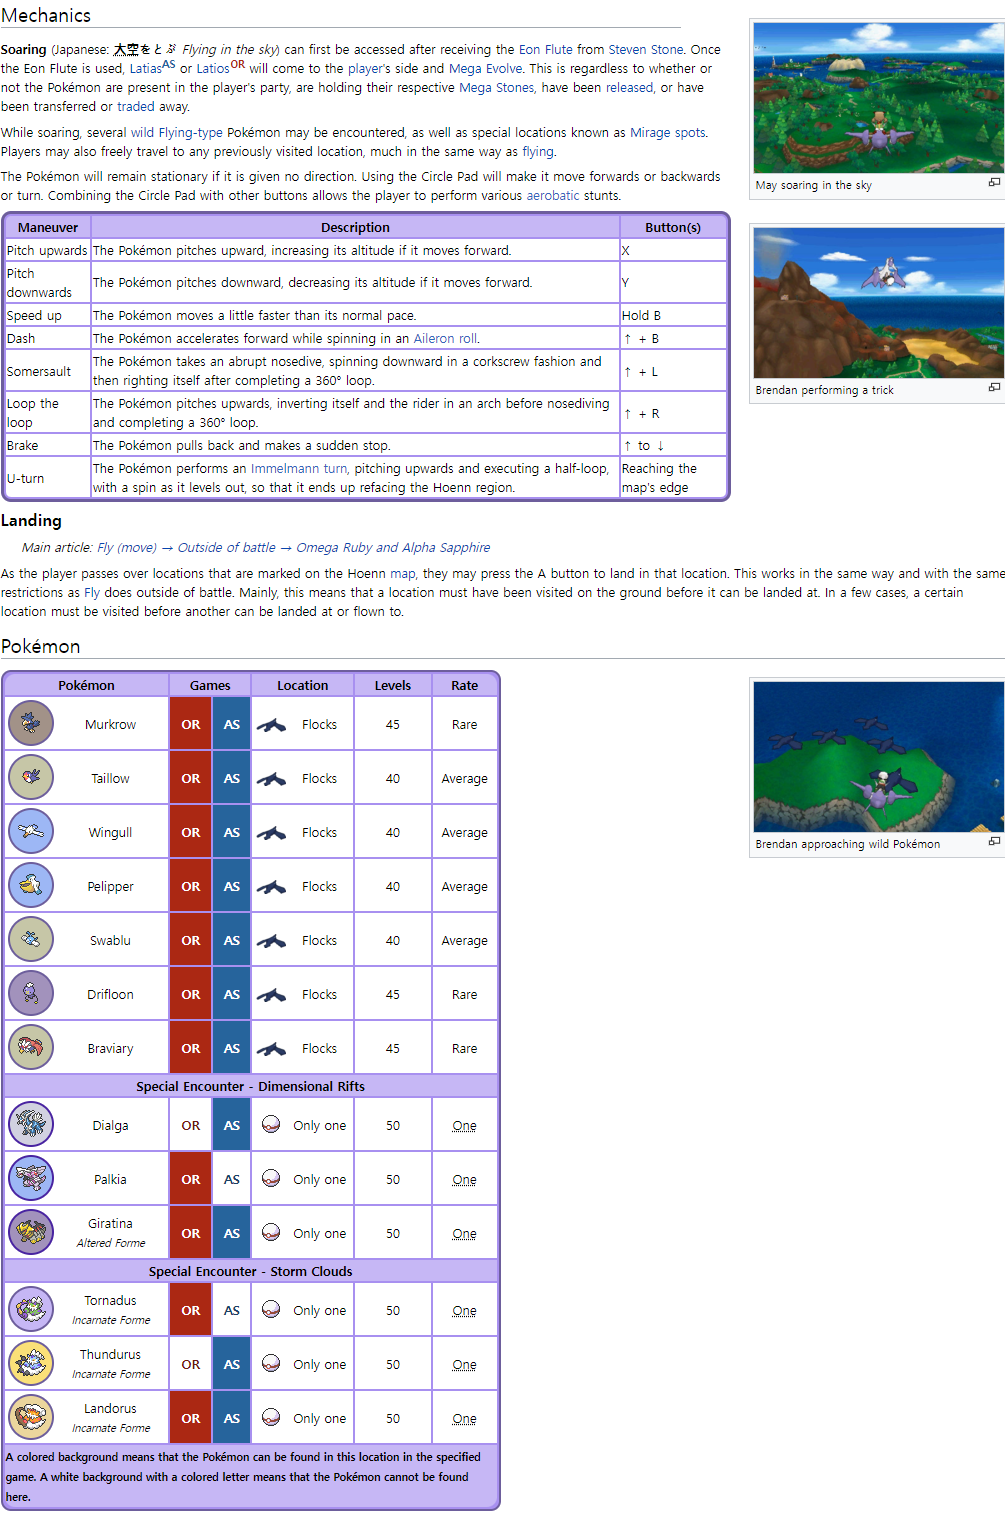 Mechanics
Soaring (Japanese: 大空をとぶ Flying in the sky) can first be accessed after receiving the Eon Flute from Steven Stone. Once
the Eon Flute is used, LatiasAS or LatiosOR will come to the player's side and Mega Evolve. This is regardless to whether or
not the Pokémon are present in the player's party, are holding their respective Mega Stones, have been released, or have
been transferred or traded away.
While soaring, several wild Flying-type Pokémon may be encountered, as well as special locations known as Mirage spots.
Players may also freely travel to any previously visited location, much in the same way as flying.
The Pokémon will remain stationary if it is given no direction. Using the Circle Pad will make it move forwards or backwards
or turn. Combining the Circle Pad with other buttons allows the player to perform various aerobatic stunts.
May soaring in the sky
Brendan performing a trick
Maneuver Description Button(s)
Pitch upwards The Pokémon pitches upward, increasing its altitude if it moves forward. X
Pitch
downwards The Pokémon pitches downward, decreasing its altitude if it moves forward. Y
Speed up The Pokémon moves a little faster than its normal pace. Hold B
Dash The Pokémon accelerates forward while spinning in an Aileron roll. ↑ + B
Somersault The Pokémon takes an abrupt nosedive, spinning downward in a corkscrew fashion and
then righting itself after completing a 360° loop. ↑ + L
Loop the
loop The Pokémon pitches upwards, inverting itself and the rider in an arch before nosediving
and completing a 360° loop. ↑ + R
Brake The Pokémon pulls back and makes a sudden stop. ↑ to ↓
U-turn The Pokémon performs an Immelmann turn, pitching upwards and executing a half-loop,
with a spin as it levels out, so that it ends up refacing the Hoenn region. Reaching the
map's edge
Landing
Main article: Fly (move) → Outside of battle → Omega Ruby and Alpha Sapphire
As the player passes over locations that are marked on the Hoenn map, they may press the A button to land in that location. This works in the same way and with the same
restrictions as Fly does outside of battle. Mainly, this means that a location must have been visited on the ground before it can be landed at. In a few cases, a certain
location must be visited before another can be landed at or flown to.
Pokémon
Brendan approaching wild Pokémon
Pokémon Games Location Levels Rate
Murkrow OR AS Flocks 45 Rare
Taillow OR AS Flocks 40 Average
Wingull OR AS Flocks 40 Average
Pelipper OR AS Flocks 40 Average
Swablu OR AS Flocks 40 Average
Drifloon OR AS Flocks 45 Rare
Braviary OR AS Flocks 45 Rare
Special Encounter - Dimensional Rifts
Dialga OR AS Only one 50 One
Palkia OR AS Only one 50 One
Giratina
Altered Forme OR AS Only one 50 One
Special Encounter - Storm Clouds
Tornadus
Incarnate Forme OR AS Only one 50 One
Thundurus
Incarnate Forme OR AS Only one 50 One
Landorus
Incarnate Forme OR AS Only one 50 One
A colored background means that the Pokémon can be found in this location in the specified
game. A white background with a colored letter means that the Pokémon cannot be found
here.